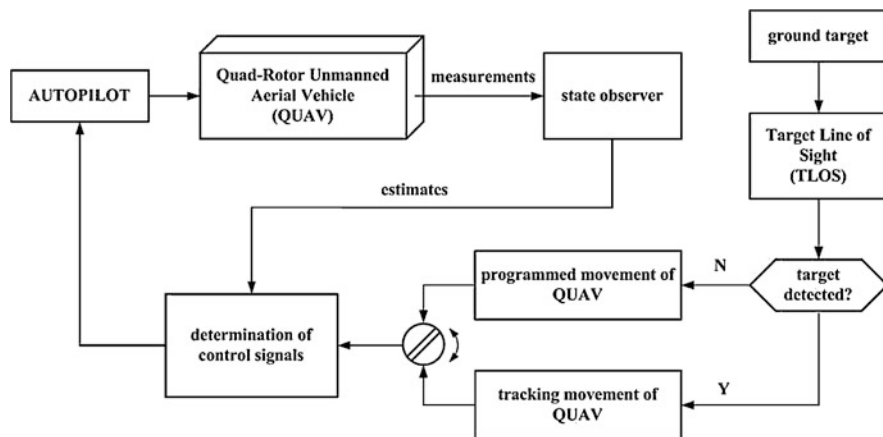 ground target
Quad-Rotor Unmanned
Aerial Vehicle
(QUAV)
measurements
AUTOPILOT
state observer
Target Line of
Sight
(TLOS)
estimates
programmed movement of
QUAV
N
target
detected?
determination of
control signals
tracking movement of
QUAV
Y